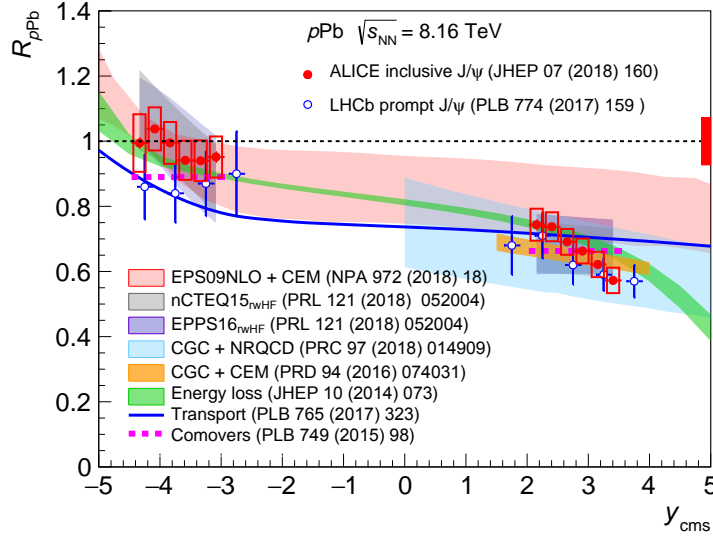 R_pPb
pPb √s_NN = 8.16 TeV
ALICE inclusive J/ψ (JHEP 07 (2018) 160)
LHCb prompt J/ψ (PLB 774 (2017) 159 )
EPS09NLO + CEM (NPA 972 (2018) 18)
nCTEQ15_rwHF (PRL 121 (2018) 052004)
EPPS16_rwHF (PRL 121 (2018) 052004)
CGC + NRQCD (PRC 97 (2018) 014909)
CGC + CEM (PRD 94 (2016) 074031)
Energy loss (JHEP 10 (2014) 073)
Transport (PLB 765 (2017) 323)
Comovers (PLB 749 (2015) 98)
1.4
1.2
1
0.8
0.6
0.4
0.2
0
−5 −4 −3 −2 −1 0 1 2 3 4 5
y_cms